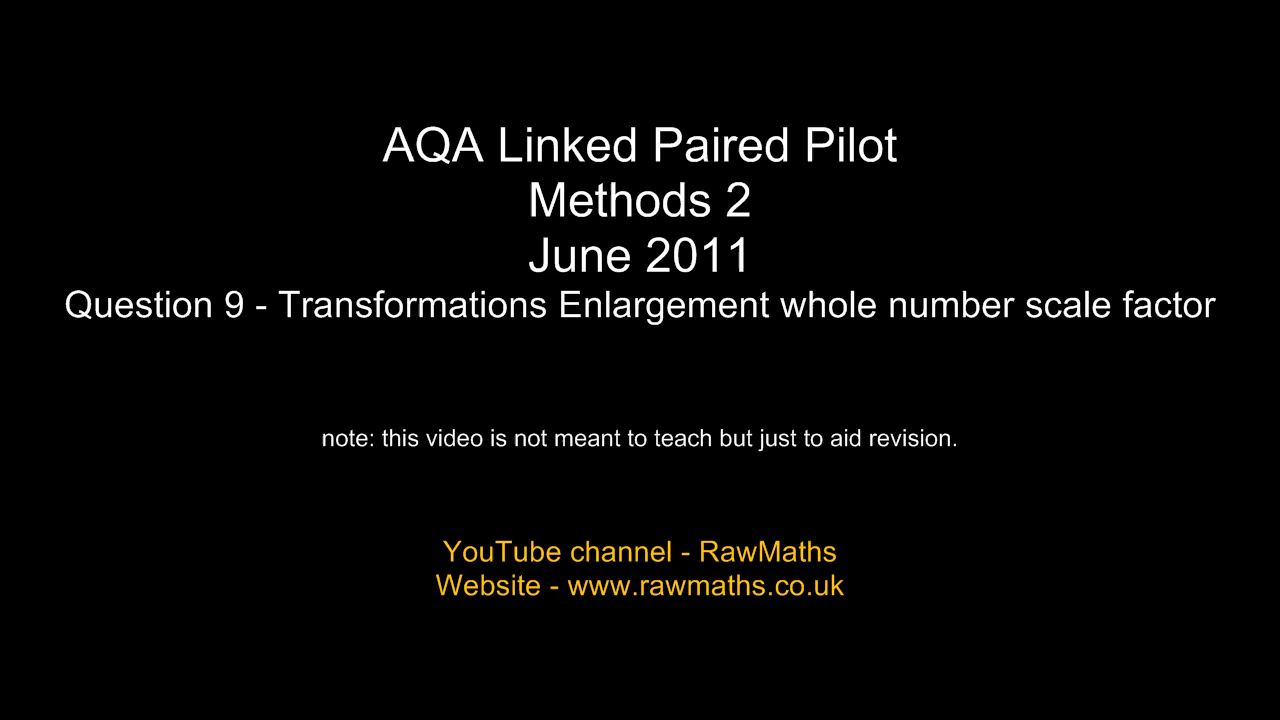 AQA Linked Paired Pilot
Methods 2
June 2011
Question 9 - Transformations Enlargement whole number scale factor
note: this video is not meant to teach but just to aid revision.
YouTube channel - RawMaths
Website - www.rawmaths.co.uk